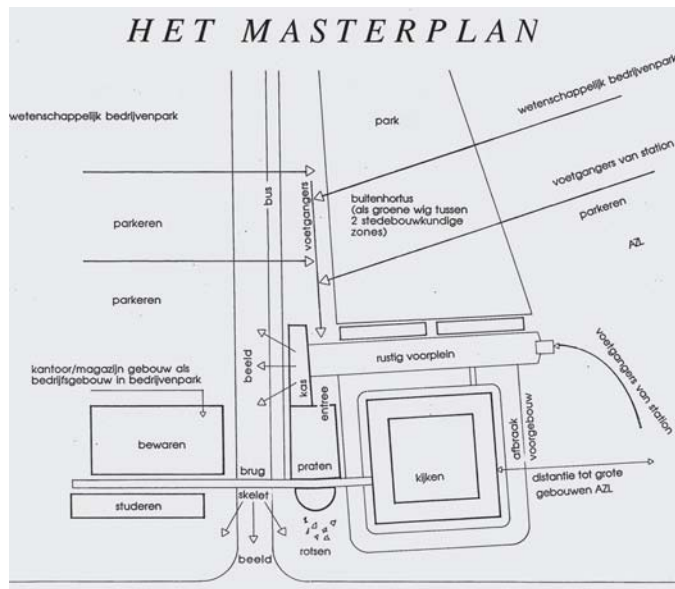 HET MASTERPLAN
wetenschappelijk bedrijvenpark
wetenschappelijk bedrijvenpark
park
voetgangers van station
bus
voetgangers
buitenhortus
(als groene wig tussen
2 stedebouwkundige
zones)
parkeren
parkeren
AZL
parkeren
beeld
kas
rustig voorplein
voetgangers van station
kantoor/magazijn gebouw als
bedrijfsgebouw in bedrijvenpark
entree
afbraak
voorgebouw
bewaren
brug
praten
kijken
distantie tot grote
gebouwen AZL
studeren
skelet
rotsen
beeld